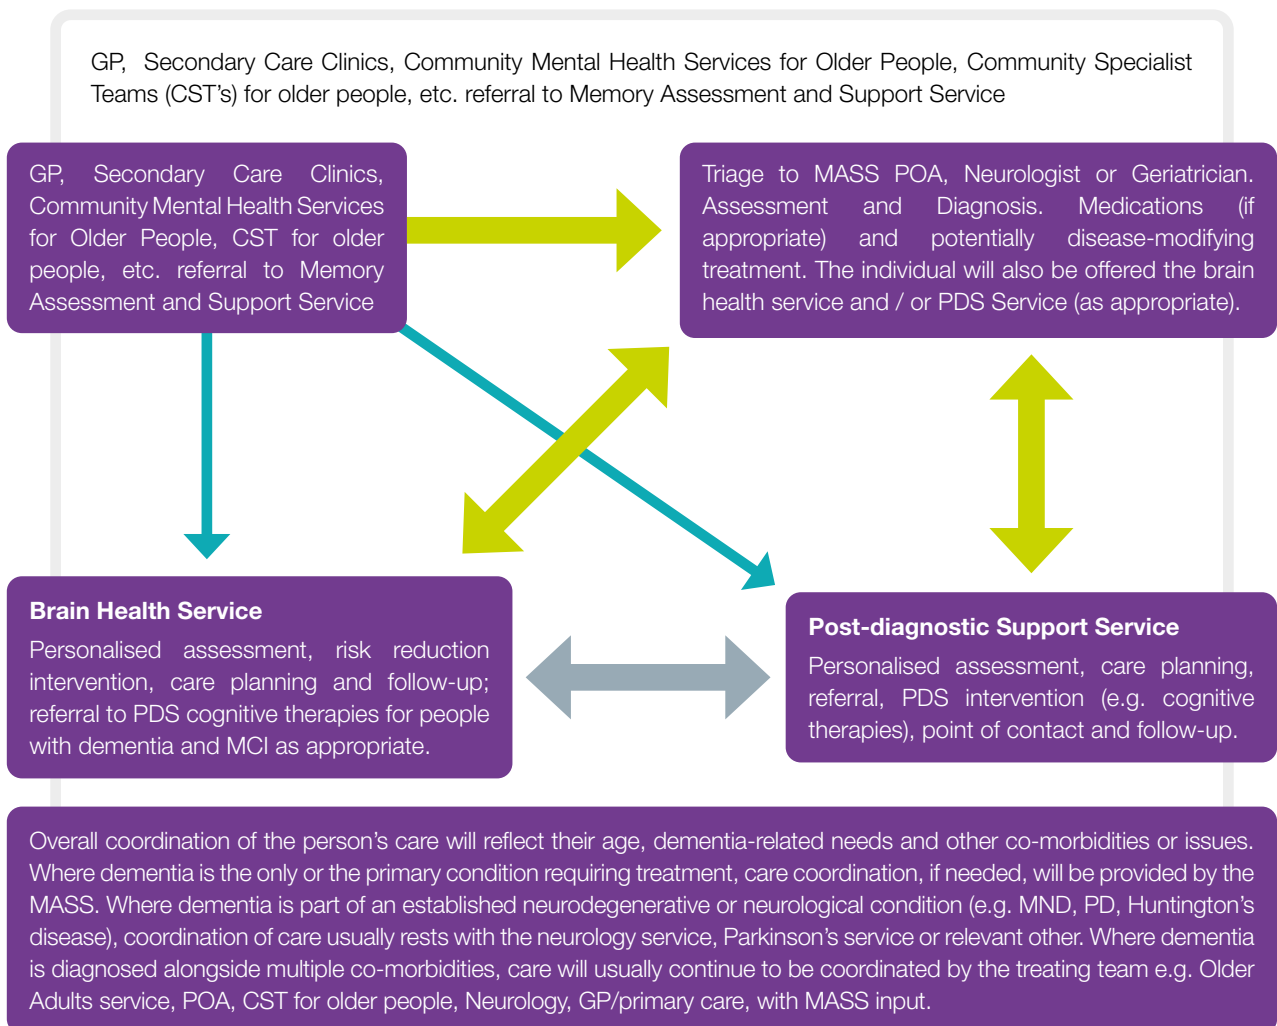 GP, Secondary Care Clinics, Community Mental Health Services for Older People, Community Specialist
Teams (CST's) for older people, etc. referral to Memory Assessment and Support Service
GP, Secondary Care Clinics,
Community Mental Health Services
for Older People, CST for older
people, etc. referral to Memory
Assessment and Support Service
Triage to MASS POA, Neurologist or Geriatrician.
Assessment and Diagnosis. Medications (if
appropriate) and potentially disease-modifying
treatment. The individual will also be offered the brain
health service and / or PDS Service (as appropriate).
Brain Health Service
Personalised assessment, risk reduction
intervention, care planning and follow-up;
referral to PDS cognitive therapies for people
with dementia and MCI as appropriate.
Post-diagnostic Support Service
Personalised assessment, care planning,
referral, PDS intervention (e.g. cognitive
therapies), point of contact and follow-up.
Overall coordination of the person's care will reflect their age, dementia-related needs and other co-morbidities or issues.
Where dementia is the only or the primary condition requiring treatment, care coordination, if needed, will be provided by the
MASS. Where dementia is part of an established neurodegenerative or neurological condition (e.g. MND, PD, Huntington's
disease), coordination of care usually rests with the neurology service, Parkinson's service or relevant other. Where dementia
is diagnosed alongside multiple co-morbidities, care will usually continue to be coordinated by the treating team e.g. Older
Adults service, POA, CST for older people, Neurology, GP/primary care, with MASS input.